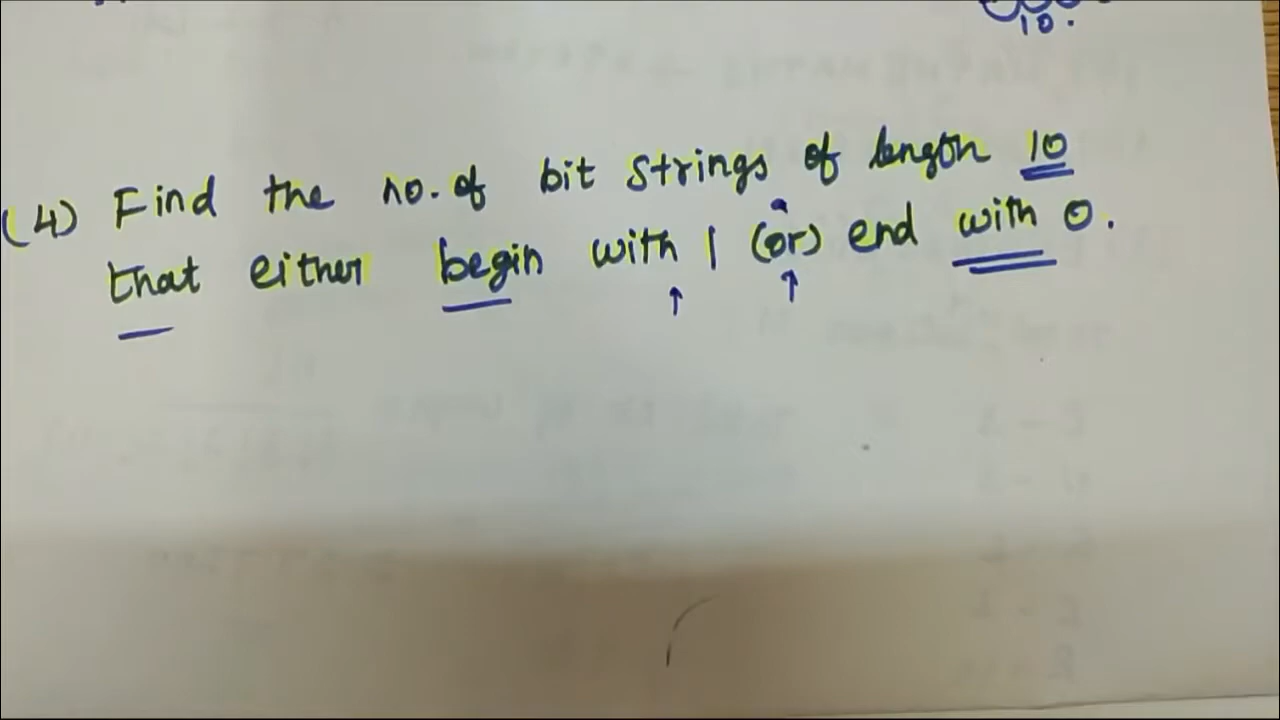 10.
(4) Find the no. of bit strings of length 10
that either begin with 1 (or) end with 0.